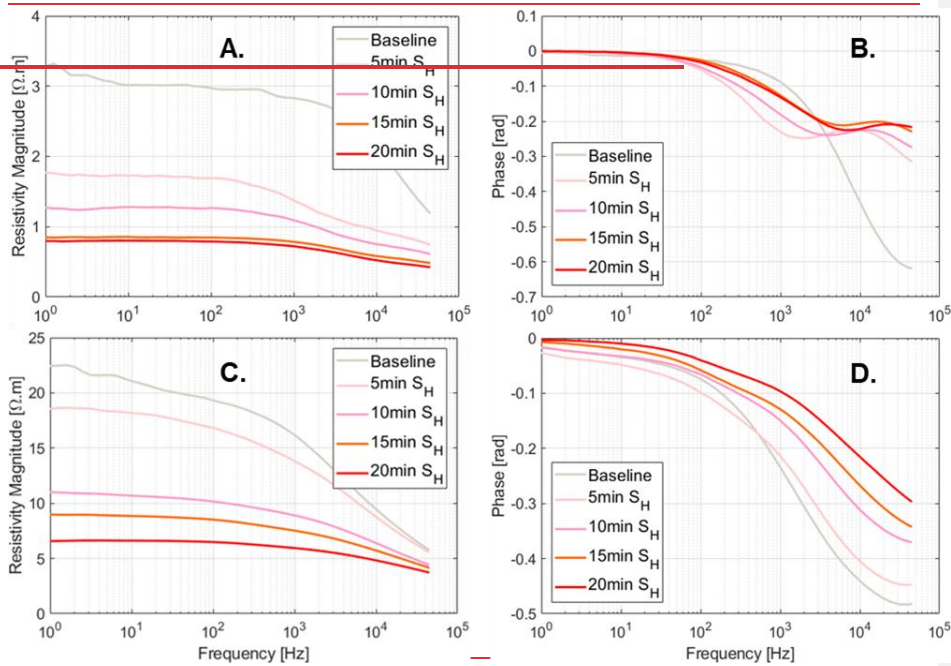 A.
Resistivity Magnitude [Ω.m]
4
3
2
1
0
10^0 10^1 10^2 10^3 10^4 10^5
Baseline
5min S_H
10min S_H
15min S_H
20min S_H
B.
Phase [rad]
0.1
0
-0.1
-0.2
-0.3
-0.4
-0.5
-0.6
-0.7
10^0 10^1 10^2 10^3 10^4 10^5
Baseline
5min S_H
10min S_H
15min S_H
20min S_H
C.
Resistivity Magnitude [Ω.m]
25
20
15
10
5
0
10^0 10^1 10^2 10^3 10^4 10^5
Frequency [Hz]
Baseline
5min S_H
10min S_H
15min S_H
20min S_H
D.
Phase [rad]
0
-0.1
-0.2
-0.3
-0.4
-0.5
10^0 10^1 10^2 10^3 10^4 10^5
Frequency [Hz]
Baseline
5min S_H
10min S_H
15min S_H
20min S_H